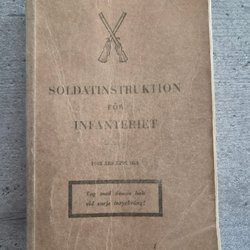 SOLDATINSTRUKTION
FÖR
INFANTERIET
Tag med denna bok
vid varje inryckning!